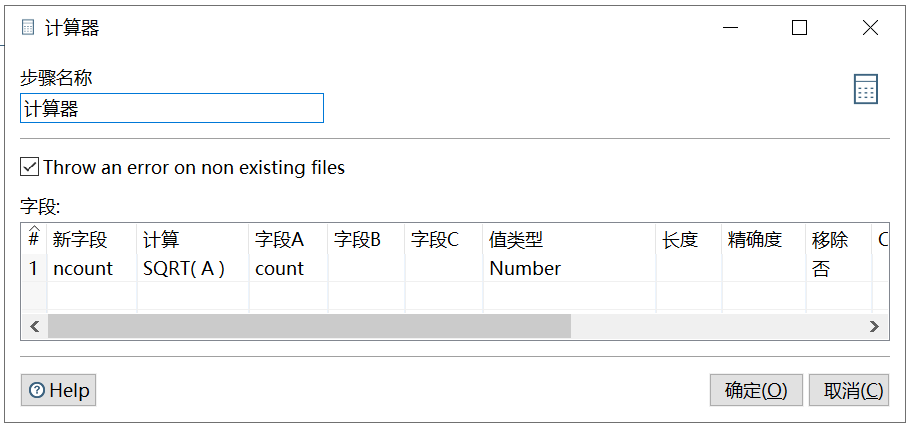 计算器
步骤名称
计算器
Throw an error on non existing files
字段:
# 新字段 计算 字段A 字段B 字段C 值类型 长度 精确度 移除 C
1 ncount SQRT( A ) count Number 否
Help 确定(O) 取消(C)